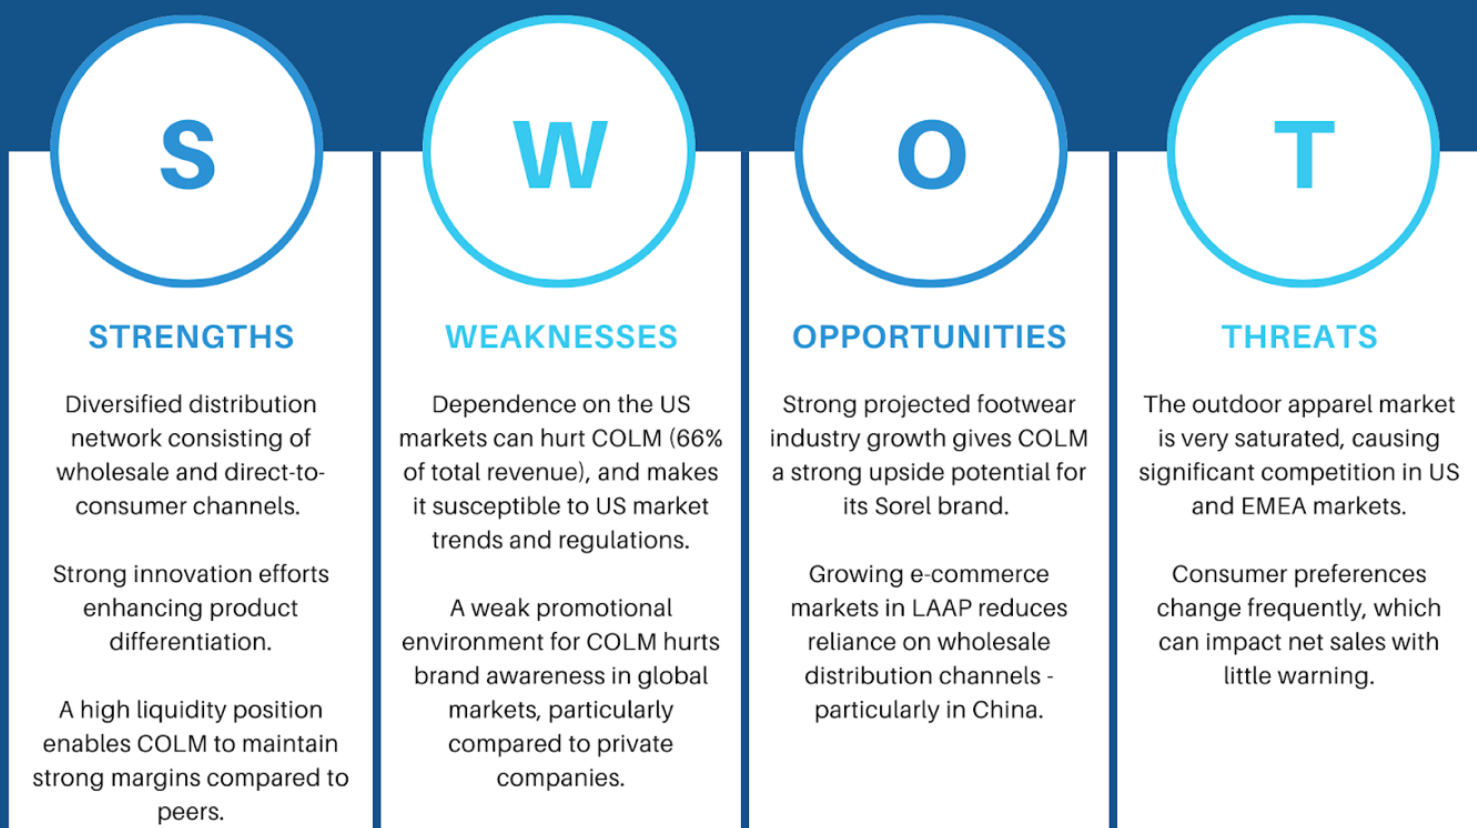 S
STRENGTHS
Diversified distribution
network consisting of
wholesale and direct-to-
consumer channels.
Strong innovation efforts
enhancing product
differentiation.
A high liquidity position
enables COLM to maintain
strong margins compared to
peers.
W
WEAKNESSES
Dependence on the US
markets can hurt COLM (66%
of total revenue), and makes
it susceptible to US market
trends and regulations.
A weak promotional
environment for COLM hurts
brand awareness in global
markets, particularly
compared to private
companies.
O
OPPORTUNITIES
Strong projected footwear
industry growth gives COLM
a strong upside potential for
its Sorel brand.
Growing e-commerce
markets in LAAP reduces
reliance on wholesale
distribution channels -
particularly in China.
T
THREATS
The outdoor apparel market
is very saturated, causing
significant competition in US
and EMEA markets.
Consumer preferences
change frequently, which
can impact net sales with
little warning.